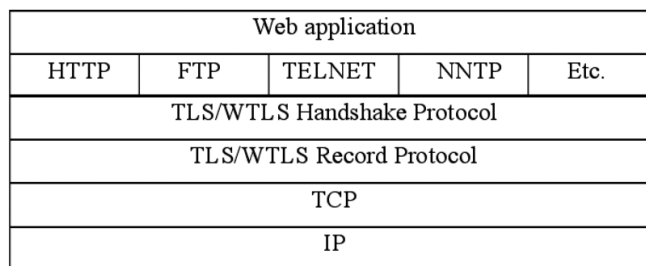 Web application
HTTP FTP TELNET NNTP Etc.
TLS/WTLS Handshake Protocol
TLS/WTLS Record Protocol
TCP
IP